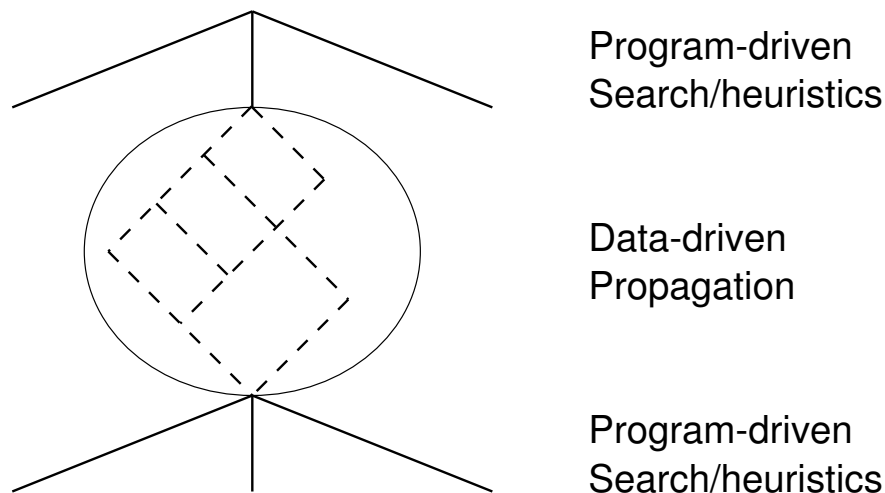 Program-driven
Search/heuristics
Data-driven
Propagation
Program-driven
Search/heuristics